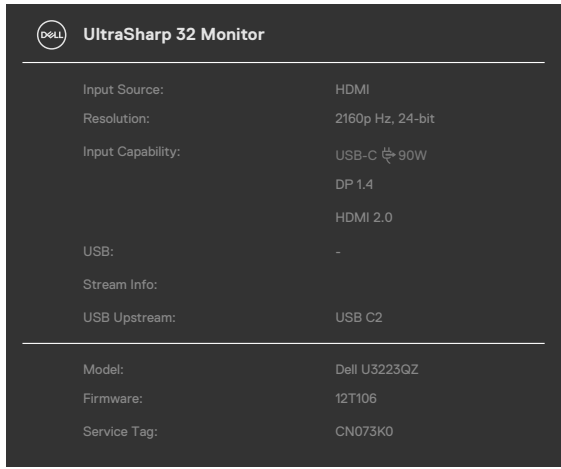 DELL UltraSharp 32 Monitor
Input Source: HDMI
Resolution: 2160p Hz, 24-bit
Input Capability: USB-C 90W
DP 1.4
HDMI 2.0
USB: -
Stream Info:
USB Upstream: USB C2
Model: Dell U3223QZ
Firmware: 12T106
Service Tag: CN073K0